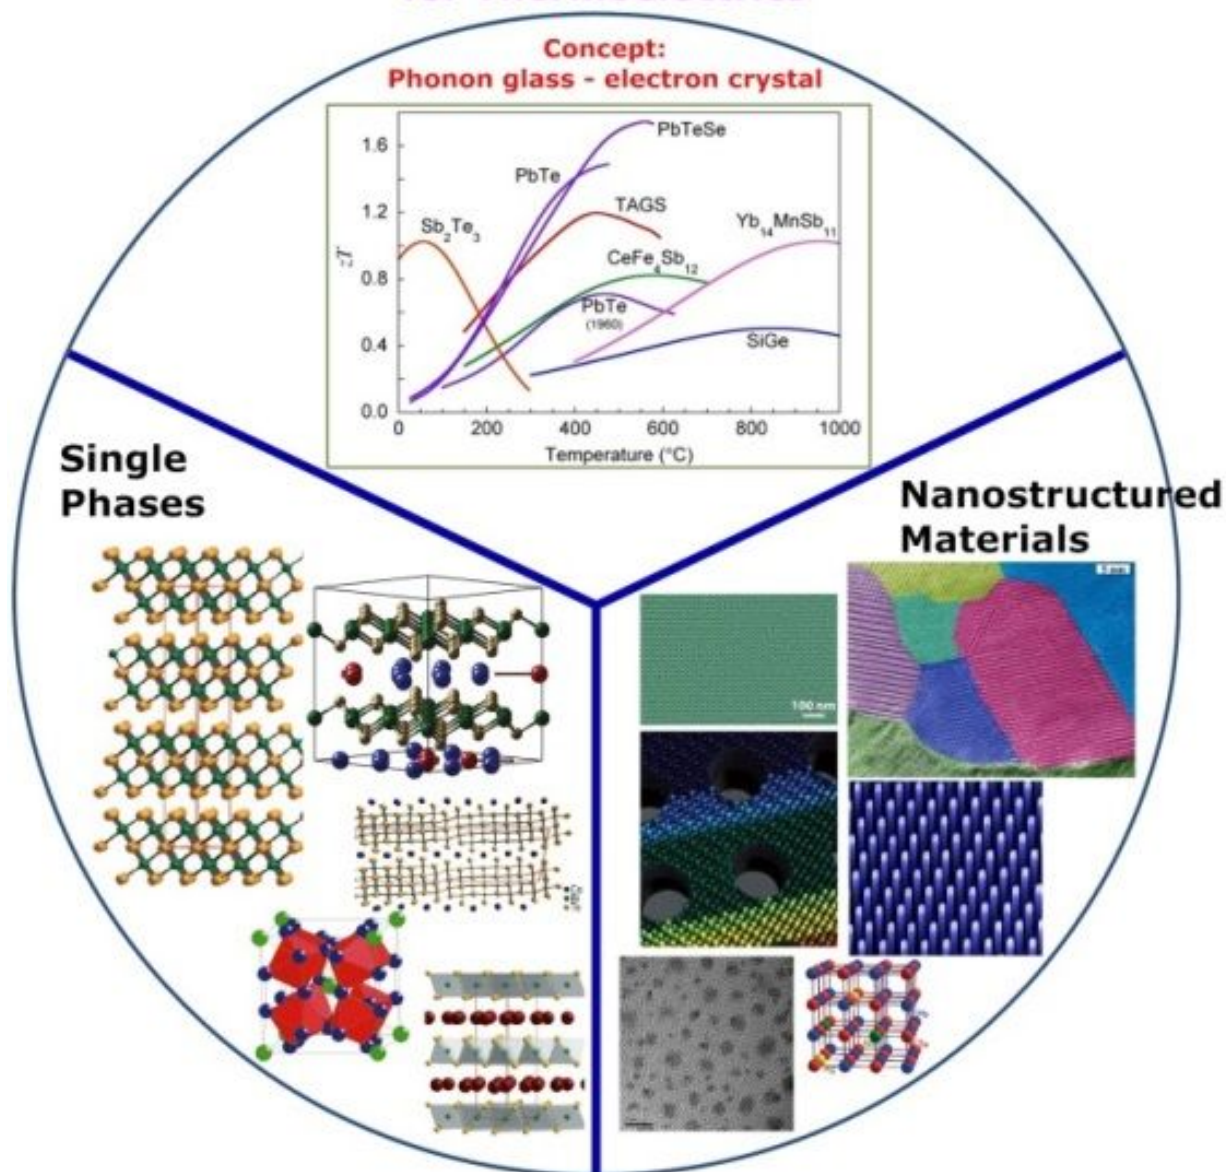 Concept:
Phonon glass - electron crystal
PbTeSe
PbTe
TAGS
Sb₂Te₃
Yb₁₄MnSb₁₁
CeFe₄Sb₁₂
PbTe
(1960)
SiGe
zT
1.6
1.2
0.8
0.4
0.0
0 200 400 600 800 1000
Temperature (°C)
Single
Phases
Nanostructured
Materials
100 nm